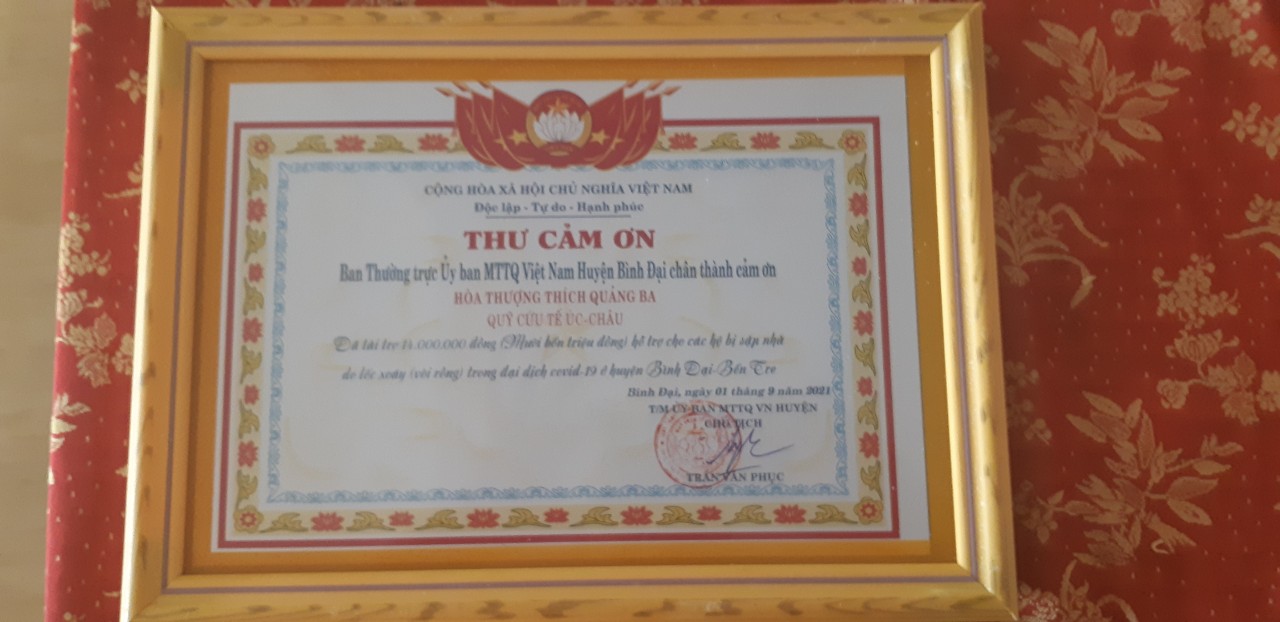 CỘNG HÒA XÃ HỘI CHỦ NGHĨA VIỆT NAM
Độc lập - Tự do - Hạnh phúc
THƯ CẢM ƠN
Ban Thường trực Ủy ban MTTQ Việt Nam Huyện Bình Đại chân thành cảm ơn
HÒA THƯỢNG THÍCH QUẢNG BA
QUỸ CỨU TẾ ÚC-CHÂU
Đã tài trợ 14.000.000 đồng (Mười bốn triệu đồng) hỗ trợ cho các hộ bị sập nhà
do lốc xoáy (vòi rồng) trong đại dịch covid-19 ở huyện Bình Đại-Bến Tre
Bình Đại, ngày 01 tháng 9 năm 2021
T/M ỦY BAN MTTQ VN HUYỆN
CHỦ TỊCH
TRẦN VĂN PHỤC